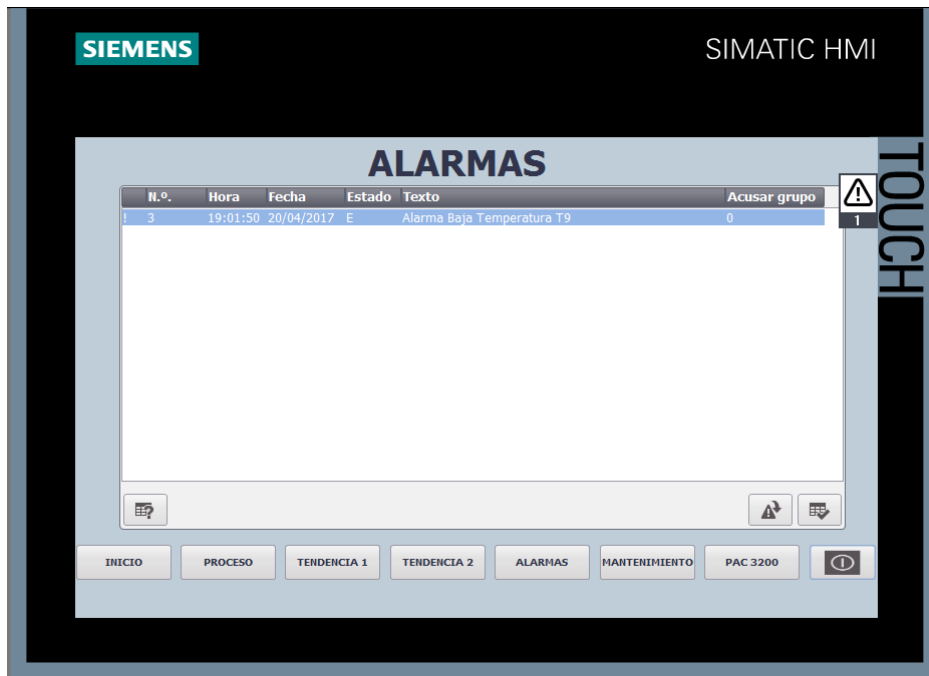 SIEMENS
SIMATIC HMI
TOUCH
ALARMAS
N.º. Hora Fecha Estado Texto Acusar grupo
! 3 19:01:50 20/04/2017 E Alarma Baja Temperatura T9 0
1
INICIO PROCESO TENDENCIA 1 TENDENCIA 2 ALARMAS MANTENIMIENTO PAC 3200